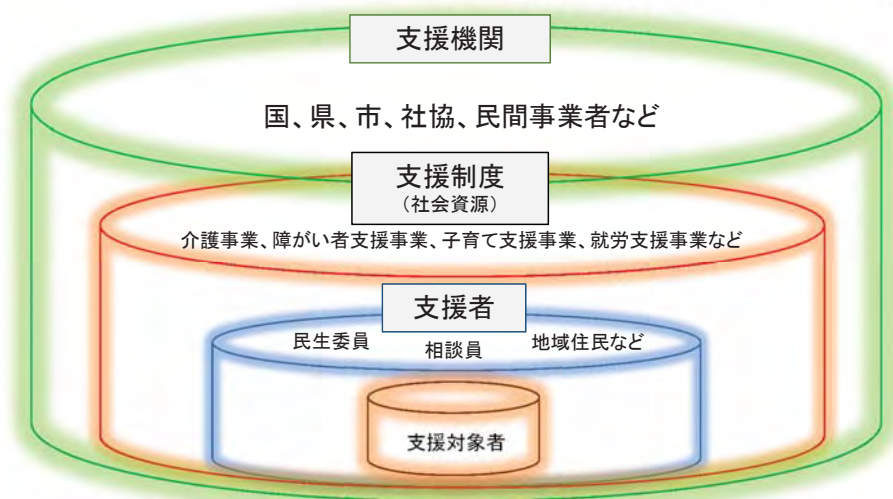 支援機関
国、県、市、社協、民間事業者など
支援制度
（社会資源）
介護事業、障がい者支援事業、子育て支援事業、就労支援事業など
支援者
民生委員　相談員　地域住民など
支援対象者